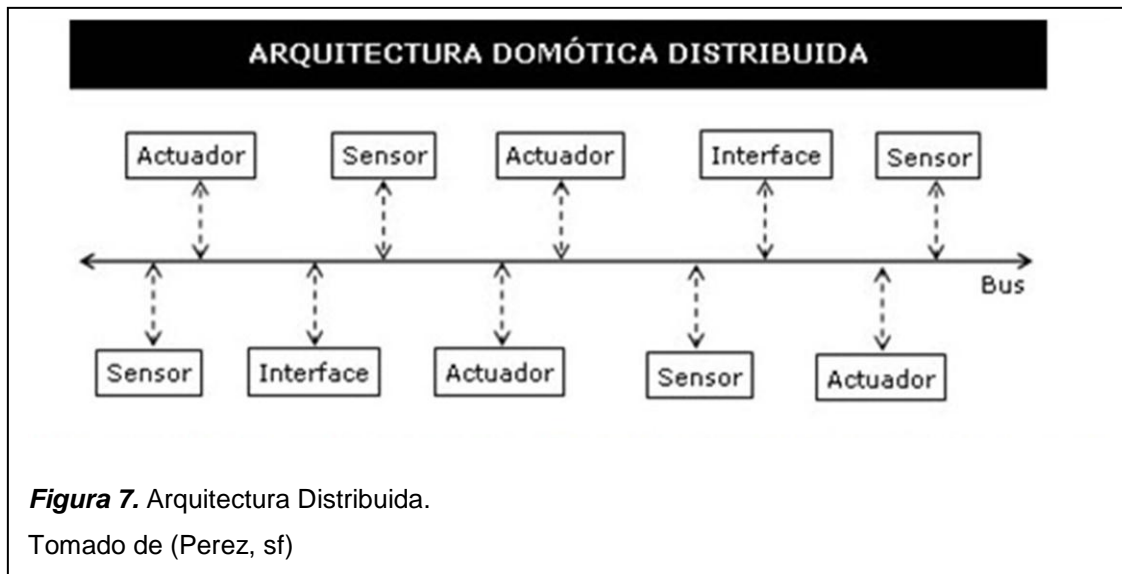 ARQUITECTURA DOMÓTICA DISTRIBUIDA
Actuador Sensor Actuador Interface Sensor
Bus
Sensor Interface Actuador Sensor Actuador
Figura 7. Arquitectura Distribuida.
Tomado de (Perez, sf)